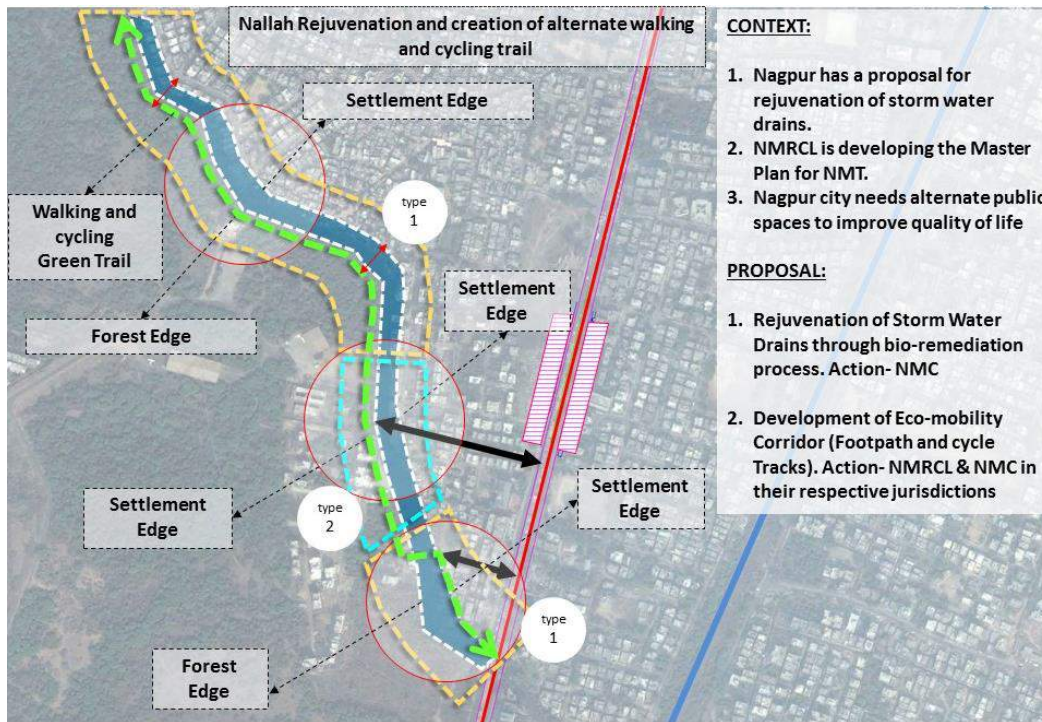 Nallah Rejuvenation and creation of alternate walking
and cycling trail
Settlement Edge
Walking and
cycling
Green Trail
Forest Edge
type
1
Settlement
Edge
Settlement
Edge
type
2
Settlement
Edge
Forest
Edge
type
1
CONTEXT:
1. Nagpur has a proposal for
rejuvenation of storm water
drains.
2. NMRCL is developing the Master
Plan for NMT.
3. Nagpur city needs alternate public
spaces to improve quality of life
PROPOSAL:
1. Rejuvenation of Storm Water
Drains through bio-remediation
process. Action- NMC
2. Development of Eco-mobility
Corridor (Footpath and cycle
Tracks). Action- NMRCL & NMC in
their respective jurisdictions